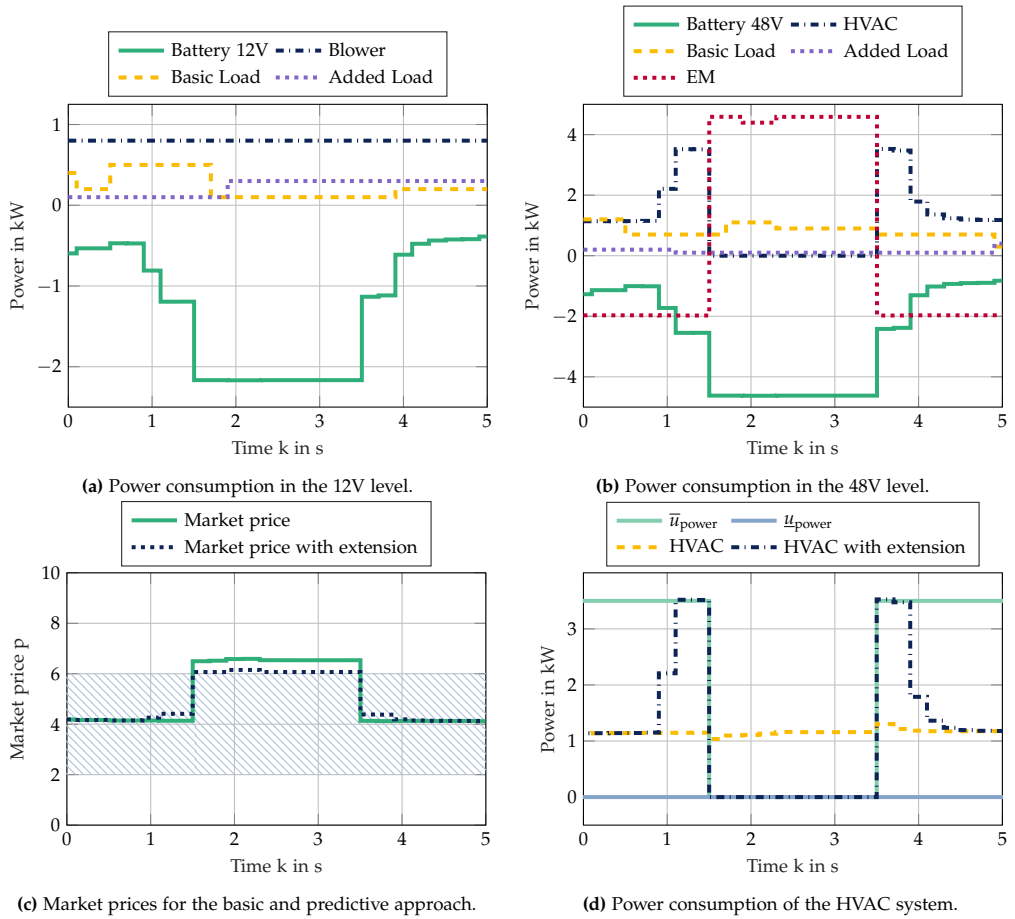 Battery 12V Blower
Basic Load Added Load
1
0
−1
−2
Power in kW
0 1 2 3 4 5
Time k in s
(a) Power consumption in the 12V level.
Battery 48V HVAC
Basic Load Added Load
EM
4
2
0
−2
−4
Power in kW
0 1 2 3 4 5
Time k in s
(b) Power consumption in the 48V level.
Market price
Market price with extension
10
8
6
4
2
0
Market price p
0 1 2 3 4 5
Time k in s
(c) Market prices for the basic and predictive approach.
u̅power u̲power
HVAC HVAC with extension
3
2
1
0
Power in kW
0 1 2 3 4 5
Time k in s
(d) Power consumption of the HVAC system.